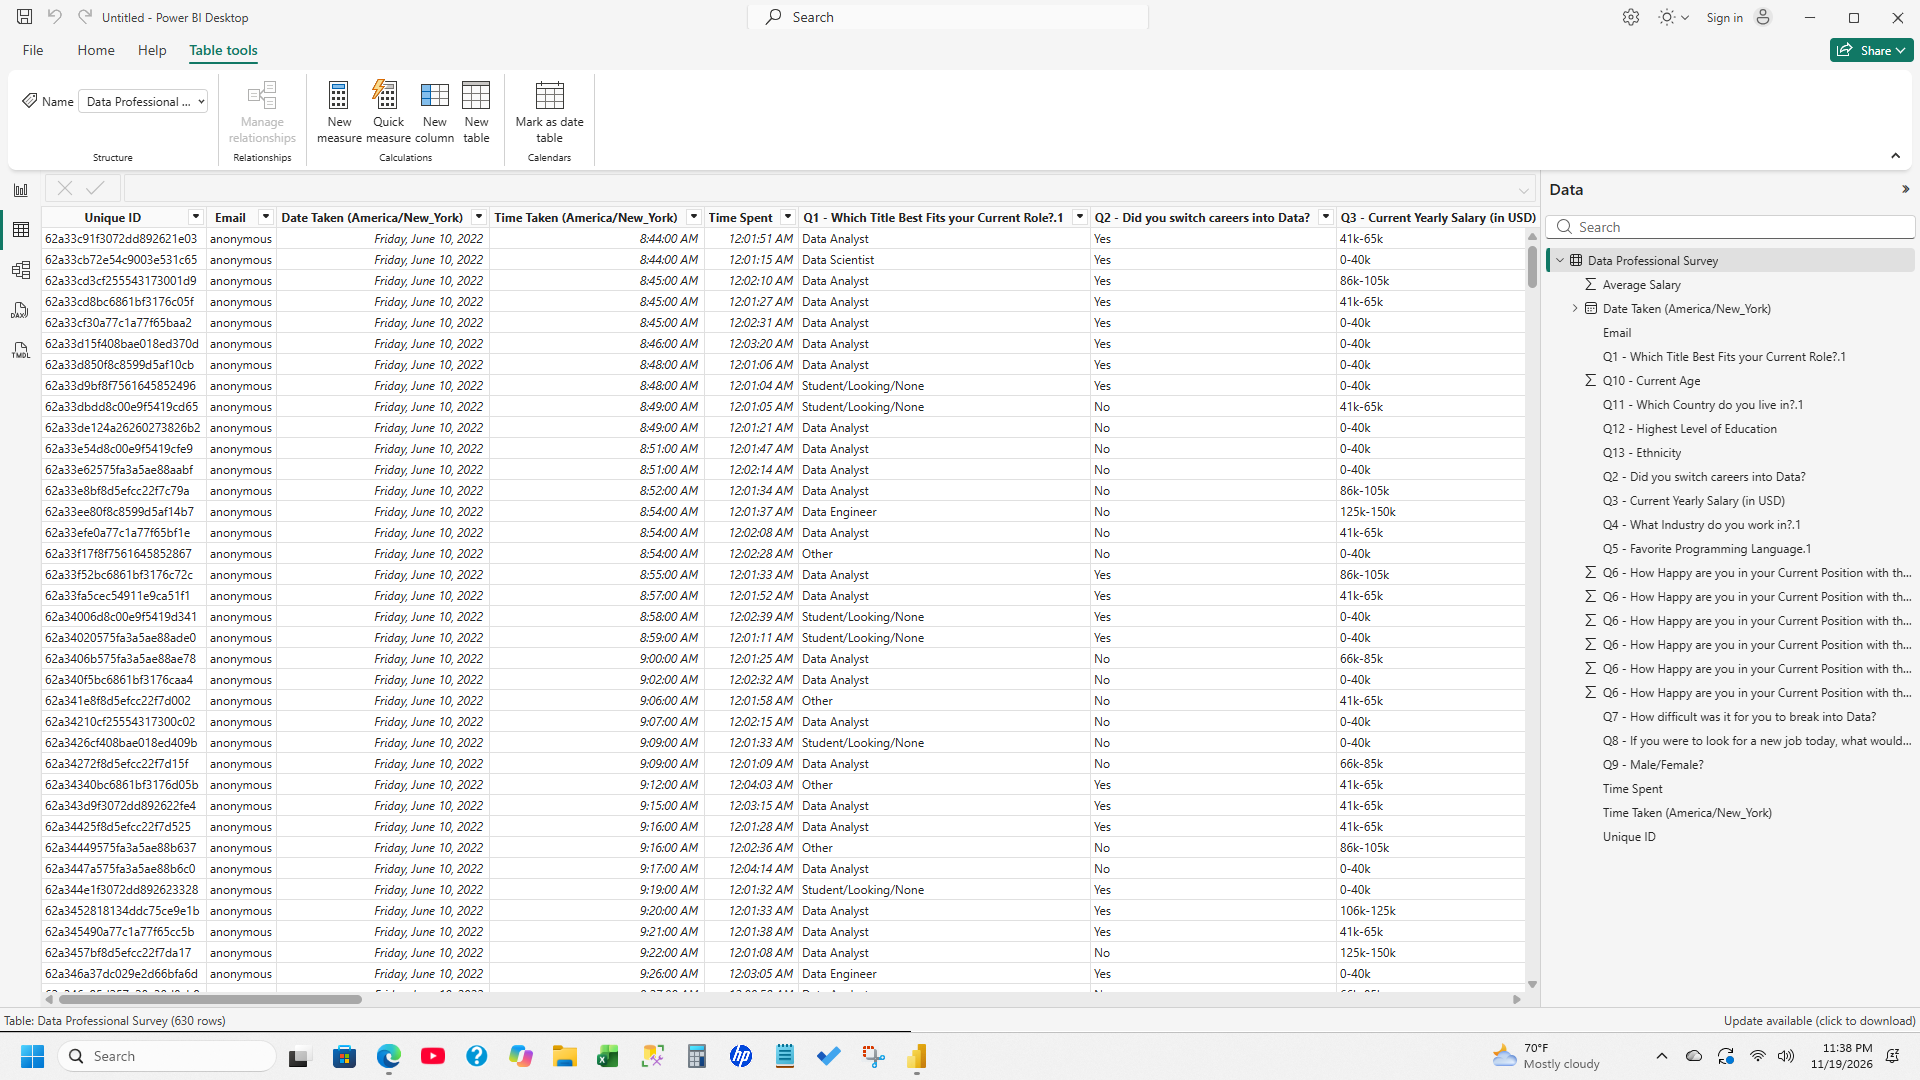 Untitled - Power BI Desktop
Search
Sign in
File Home Help Table tools
Share
Name Data Professional ...
Structure
Manage relationships
Relationships
New measure
Quick measure
New column
New table
Calculations
Mark as date table
Calendars
Unique ID Email Date Taken (America/New_York) Time Taken (America/New_York) Time Spent Q1 - Which Title Best Fits your Current Role?.1 Q2 - Did you switch careers into Data? Q3 - Current Yearly Salary (in USD)
62a33c91f3072dd892621e03 anonymous Friday, June 10, 2022 8:44:00 AM 12:01:51 AM Data Analyst Yes 41k-65k
62a33cb72e54c9003e531c65 anonymous Friday, June 10, 2022 8:44:00 AM 12:01:15 AM Data Scientist Yes 0-40k
62a33cd3cf255543173001d9 anonymous Friday, June 10, 2022 8:45:00 AM 12:02:10 AM Data Analyst Yes 86k-105k
62a33cd8bc6861bf3176c05f anonymous Friday, June 10, 2022 8:45:00 AM 12:01:27 AM Data Analyst Yes 41k-65k
62a33cf30a77c1a77f65baa2 anonymous Friday, June 10, 2022 8:45:00 AM 12:02:31 AM Data Analyst Yes 0-40k
62a33d15f408bae018ed370d anonymous Friday, June 10, 2022 8:46:00 AM 12:03:20 AM Data Analyst Yes 0-40k
62a33d850f8c8599d5af10cb anonymous Friday, June 10, 2022 8:48:00 AM 12:01:06 AM Data Analyst Yes 0-40k
62a33d9bf8f7561645852496 anonymous Friday, June 10, 2022 8:48:00 AM 12:01:04 AM Student/Looking/None Yes 0-40k
62a33dbdd8c00e9f5419cd65 anonymous Friday, June 10, 2022 8:49:00 AM 12:01:05 AM Student/Looking/None No 41k-65k
62a33de124a26260273826b2 anonymous Friday, June 10, 2022 8:49:00 AM 12:01:21 AM Data Analyst No 0-40k
62a33e54d8c00e9f5419cfe9 anonymous Friday, June 10, 2022 8:51:00 AM 12:01:47 AM Data Analyst No 0-40k
62a33e62575fa3a5ae88aabf anonymous Friday, June 10, 2022 8:51:00 AM 12:02:14 AM Data Analyst No 0-40k
62a33e8bf8d5efcc22f7c79a anonymous Friday, June 10, 2022 8:52:00 AM 12:01:34 AM Data Analyst No 86k-105k
62a33ee80f8c8599d5af14b7 anonymous Friday, June 10, 2022 8:54:00 AM 12:01:37 AM Data Engineer No 125k-150k
62a33efe0a77c1a77f65bf1e anonymous Friday, June 10, 2022 8:54:00 AM 12:02:08 AM Data Analyst No 41k-65k
62a33f17f8f7561645852867 anonymous Friday, June 10, 2022 8:54:00 AM 12:02:28 AM Other No 0-40k
62a33f52bc6861bf3176c72c anonymous Friday, June 10, 2022 8:55:00 AM 12:01:33 AM Data Analyst Yes 86k-105k
62a33fa5cec54911e9ca51f1 anonymous Friday, June 10, 2022 8:57:00 AM 12:01:52 AM Data Analyst Yes 41k-65k
62a34006d8c00e9f5419d341 anonymous Friday, June 10, 2022 8:58:00 AM 12:02:39 AM Student/Looking/None Yes 0-40k
62a34020575fa3a5ae88ade0 anonymous Friday, June 10, 2022 8:59:00 AM 12:01:11 AM Student/Looking/None Yes 0-40k
62a3406b575fa3a5ae88ae78 anonymous Friday, June 10, 2022 9:00:00 AM 12:01:25 AM Data Analyst No 66k-85k
62a340f5bc6861bf3176caa4 anonymous Friday, June 10, 2022 9:02:00 AM 12:02:32 AM Data Analyst No 0-40k
62a341e8f8d5efcc22f7d002 anonymous Friday, June 10, 2022 9:06:00 AM 12:01:58 AM Other No 41k-65k
62a34210cf25554317300c02 anonymous Friday, June 10, 2022 9:07:00 AM 12:02:15 AM Data Analyst No 0-40k
62a3426cf408bae018ed409b anonymous Friday, June 10, 2022 9:09:00 AM 12:01:33 AM Student/Looking/None No 0-40k
62a34272f8d5efcc22f7d15f anonymous Friday, June 10, 2022 9:09:00 AM 12:01:09 AM Data Analyst No 66k-85k
62a34340bc6861bf3176d05b anonymous Friday, June 10, 2022 9:12:00 AM 12:04:03 AM Other Yes 41k-65k
62a343d9f3072dd892622fe4 anonymous Friday, June 10, 2022 9:15:00 AM 12:03:15 AM Data Analyst Yes 41k-65k
62a34425f8d5efcc22f7d525 anonymous Friday, June 10, 2022 9:16:00 AM 12:01:28 AM Data Analyst Yes 41k-65k
62a34449575fa3a5ae88b637 anonymous Friday, June 10, 2022 9:16:00 AM 12:02:36 AM Other No 86k-105k
62a3447a575fa3a5ae88b6c0 anonymous Friday, June 10, 2022 9:17:00 AM 12:04:14 AM Data Analyst No 0-40k
62a344e1f3072dd892623328 anonymous Friday, June 10, 2022 9:19:00 AM 12:01:32 AM Student/Looking/None Yes 0-40k
62a3452818134ddc75ce9e1b anonymous Friday, June 10, 2022 9:20:00 AM 12:01:33 AM Data Analyst Yes 106k-125k
62a345490a77c1a77f65cc5b anonymous Friday, June 10, 2022 9:21:00 AM 12:01:38 AM Data Analyst Yes 41k-65k
62a3457bf8d5efcc22f7da17 anonymous Friday, June 10, 2022 9:22:00 AM 12:01:08 AM Data Analyst No 125k-150k
62a346a37dc029e2d66bfa6d anonymous Friday, June 10, 2022 9:26:00 AM 12:03:05 AM Data Engineer Yes 0-40k
DAX
TMDL
Data
Search
Data Professional Survey
Average Salary
Date Taken (America/New_York)
Email
Q1 - Which Title Best Fits your Current Role?.1
Q10 - Current Age
Q11 - Which Country do you live in?.1
Q12 - Highest Level of Education
Q13 - Ethnicity
Q2 - Did you switch careers into Data?
Q3 - Current Yearly Salary (in USD)
Q4 - What Industry do you work in?.1
Q5 - Favorite Programming Language.1
Q6 - How Happy are you in your Current Position with th...
Q6 - How Happy are you in your Current Position with th...
Q6 - How Happy are you in your Current Position with th...
Q6 - How Happy are you in your Current Position with th...
Q6 - How Happy are you in your Current Position with th...
Q6 - How Happy are you in your Current Position with th...
Q7 - How difficult was it for you to break into Data?
Q8 - If you were to look for a new job today, what would...
Q9 - Male/Female?
Time Spent
Time Taken (America/New_York)
Unique ID
Table: Data Professional Survey (630 rows)
Update available (click to download)
Search
70°F
Mostly cloudy
11:38 PM
11/19/2026